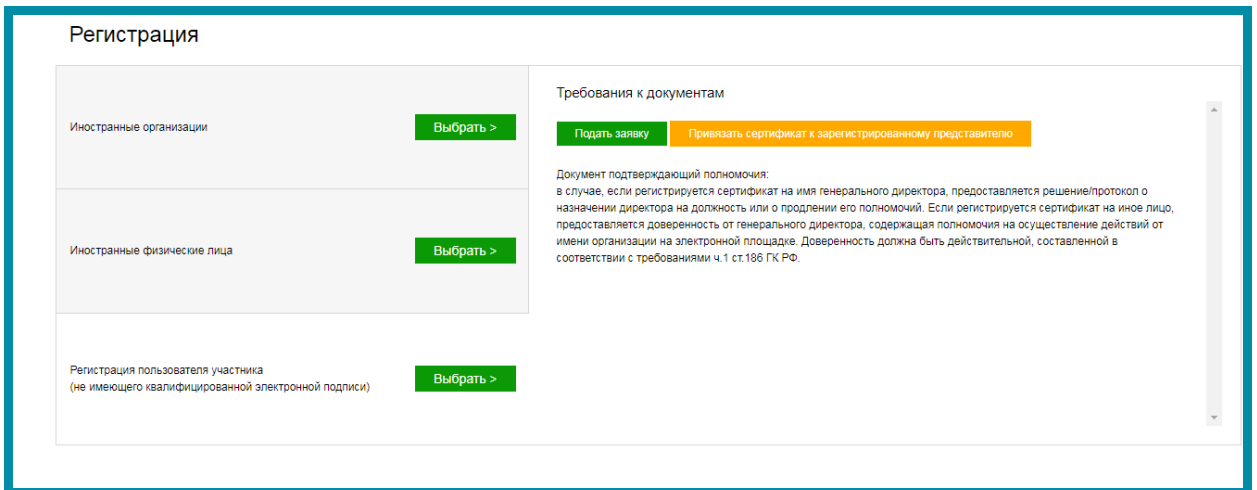 Регистрация
Иностранные организации
Выбрать >
Иностранные физические лица
Выбрать >
Регистрация пользователя участника
(не имеющего квалифицированной электронной подписи)
Выбрать >
Требования к документам
Подать заявку
Привязать сертификат к зарегистрированному представителю
Документ подтверждающий полномочия:
в случае, если регистрируется сертификат на имя генерального директора, предоставляется решение/протокол о
назначении директора на должность или о продлении его полномочий. Если регистрируется сертификат на иное лицо,
предоставляется доверенность от генерального директора, содержащая полномочия на осуществление действий от
имени организации на электронной площадке. Доверенность должна быть действительной, составленной в
соответствии с требованиями ч.1 ст.186 ГК РФ.